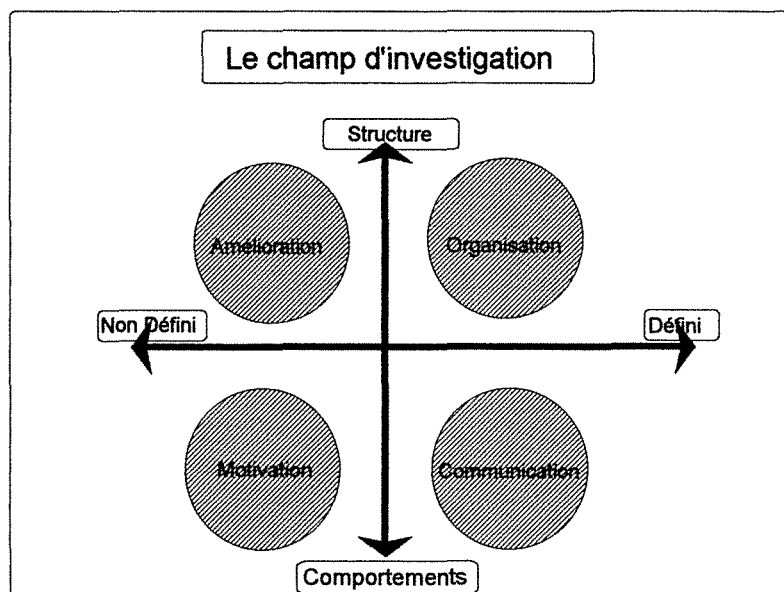 Le champ d'investigation
Structure
Amélioration
Organisation
Non Défini
Défini
Motivation
Communication
Comportements